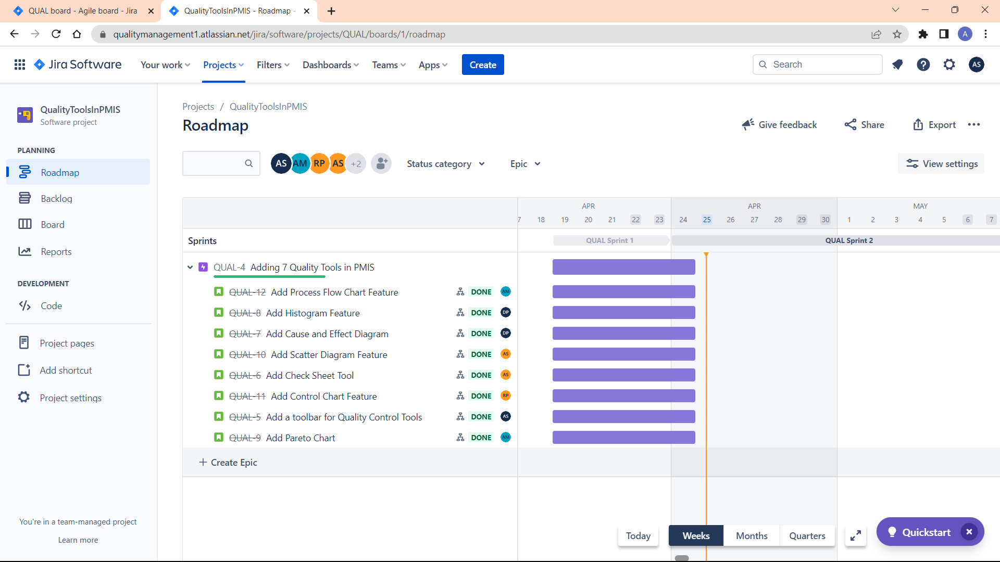 QUAL board - Agile board - Jira
QualityToolsInPMIS - Roadmap -
qualitymanagement1.atlassian.net/jira/software/projects/QUAL/boards/1/roadmap
A
Jira Software
Your work
Projects
Filters
Dashboards
Teams
Apps
Create
Search
AS
QualityToolsInPMIS
Software project
PLANNING
Roadmap
Backlog
Board
Reports
DEVELOPMENT
Code
Project pages
Add shortcut
Project settings
You're in a team-managed project
Learn more
Projects / QualityToolsInPMIS
Roadmap
Give feedback
Share
Export
AS AM RP AS +2
Status category
Epic
View settings
APR APR MAY
7 18 19 20 21 22 23 24 25 26 27 28 29 30 1 2 3 4 5 6 7
Sprints QUAL Sprint 1 QUAL Sprint 2
QUAL-4 Adding 7 Quality Tools in PMIS
QUAL-12 Add Process Flow Chart Feature DONE AM
QUAL-8 Add Histogram Feature DONE DP
QUAL-7 Add Cause and Effect Diagram DONE DP
QUAL-10 Add Scatter Diagram Feature DONE AS
QUAL-6 Add Check Sheet Tool DONE AS
QUAL-11 Add Control Chart Feature DONE RP
QUAL-5 Add a toolbar for Quality Control Tools DONE AS
QUAL-9 Add Pareto Chart DONE AM
+ Create Epic
Today
Weeks
Months
Quarters
Quickstart